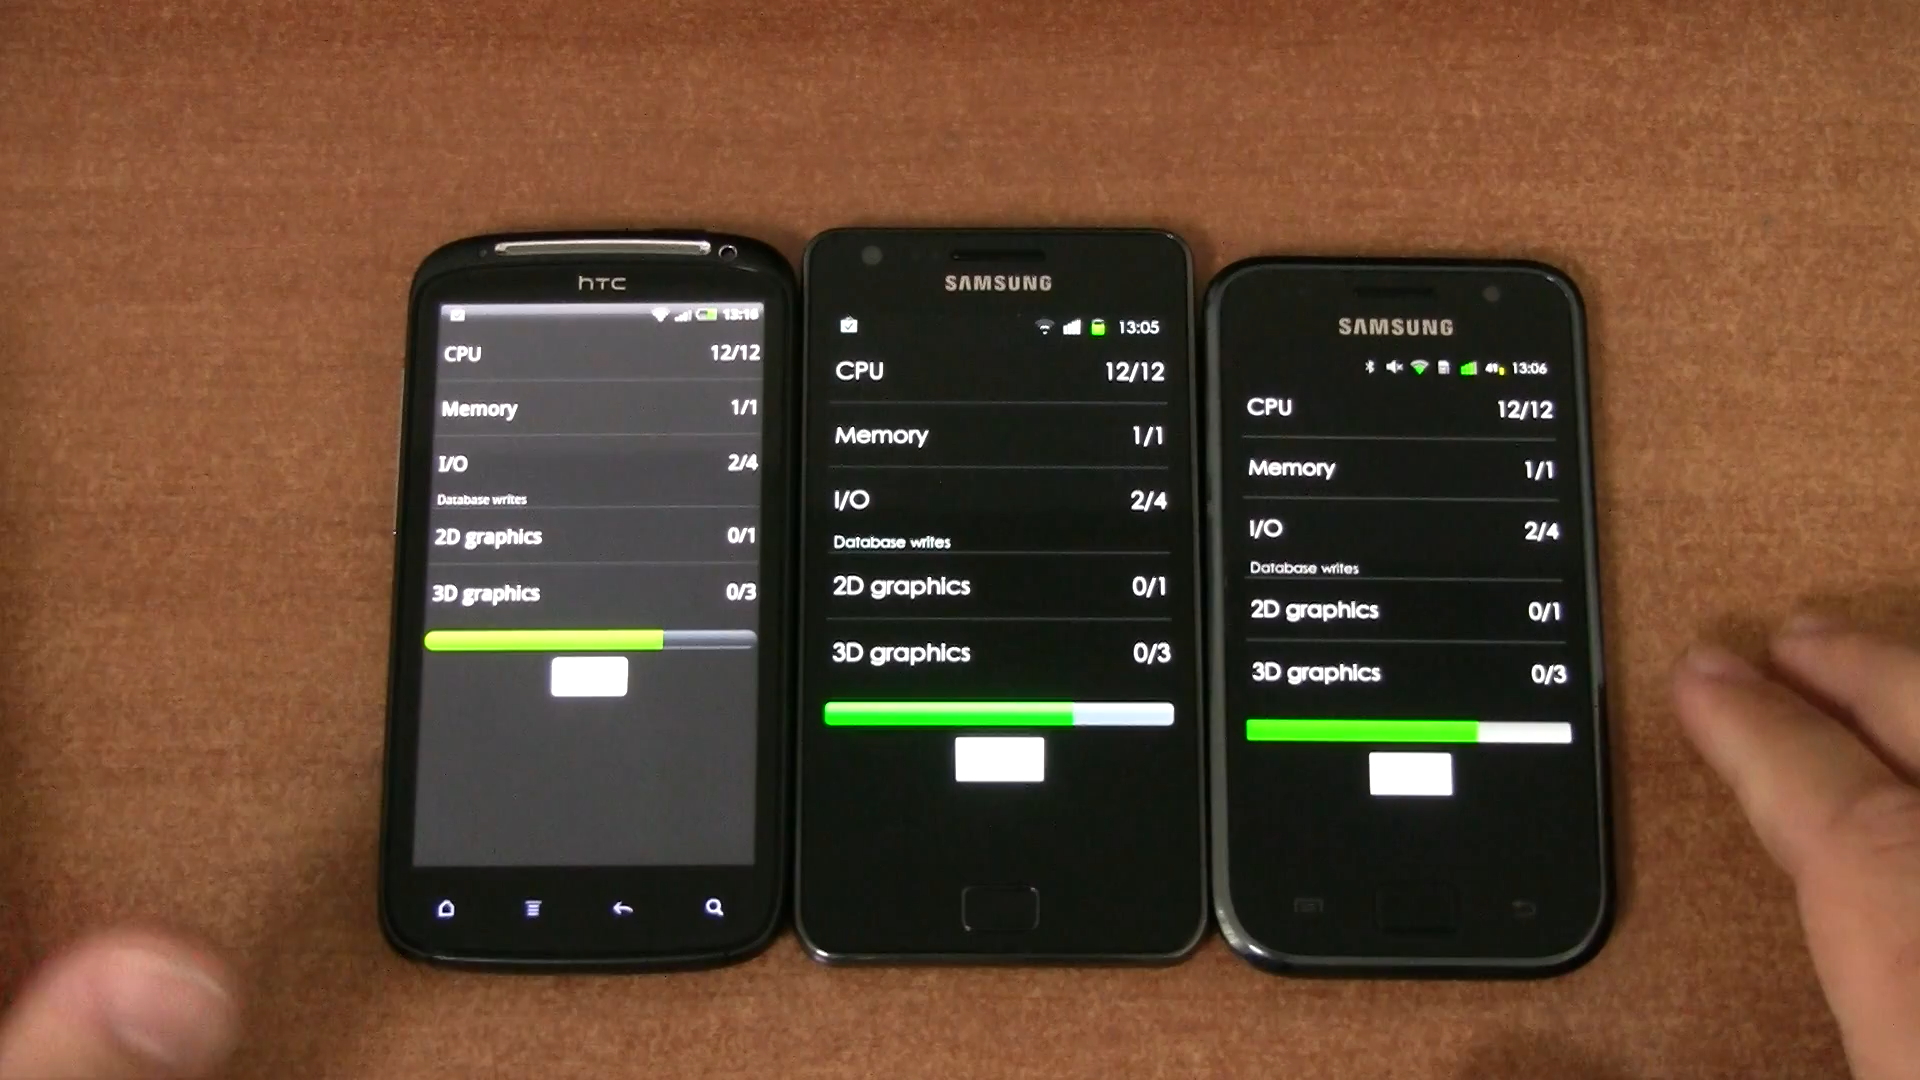 hTC
13:16
CPU 12/12
Memory 1/1
I/O 2/4
Database writes
2D graphics 0/1
3D graphics 0/3
SAMSUNG
13:05
CPU 12/12
Memory 1/1
I/O 2/4
Database writes
2D graphics 0/1
3D graphics 0/3
SAMSUNG
13:06
CPU 12/12
Memory 1/1
I/O 2/4
Database writes
2D graphics 0/1
3D graphics 0/3